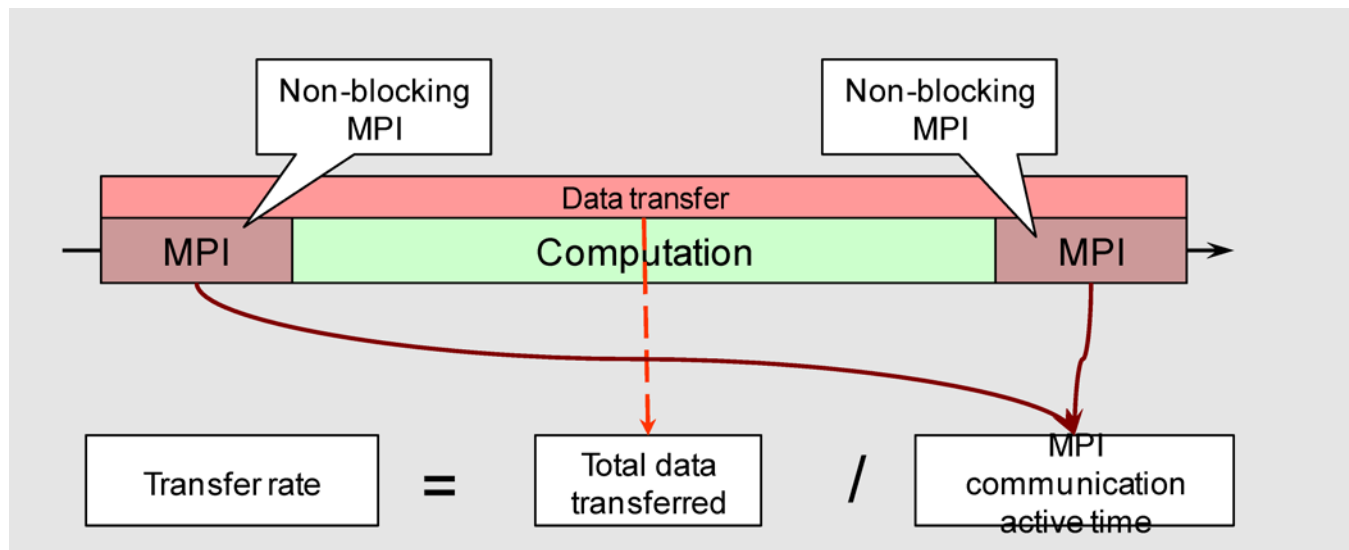 Non-blocking
MPI
Non-blocking
MPI
Data transfer
MPI
Computation
MPI
Transfer rate
=
Total data
transferred
/
MPI
communication
active time